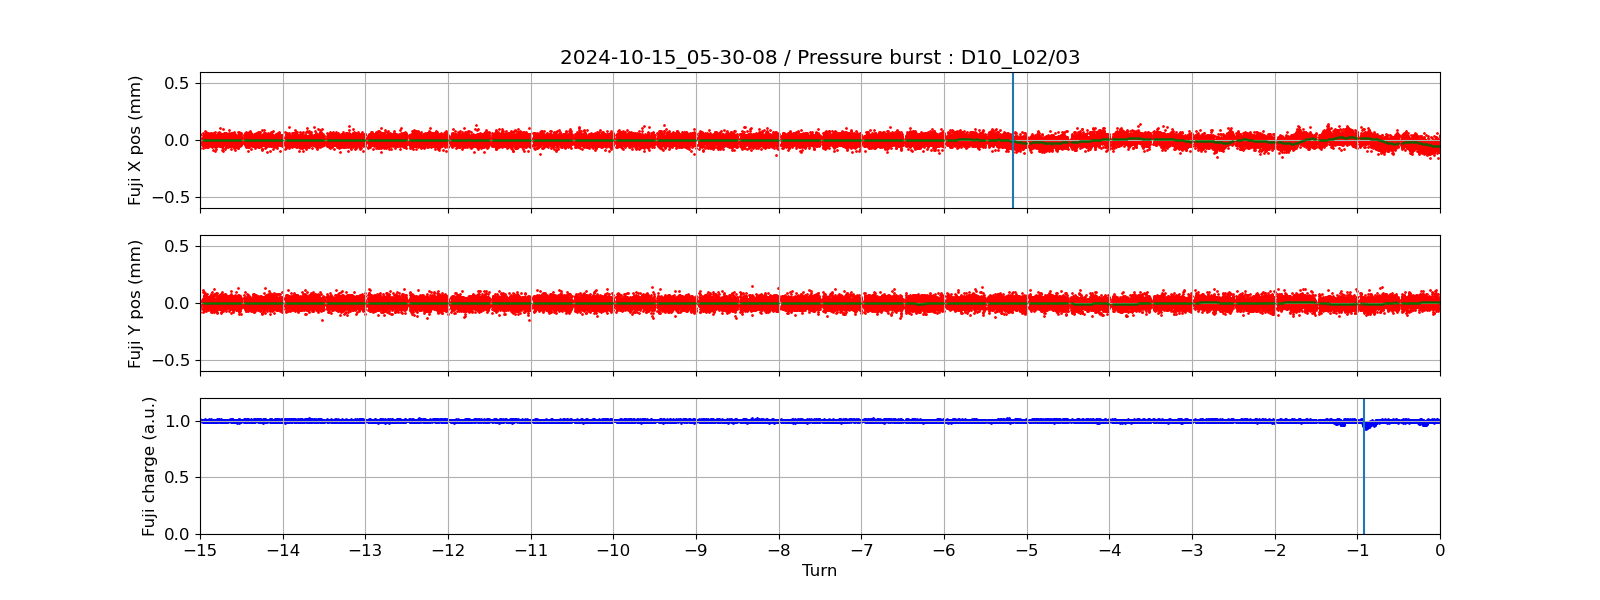 2024-10-15_05-30-08 / Pressure burst : D10_L02/03
Fuji X pos (mm)
0.5
0.0
−0.5
Fuji Y pos (mm)
0.5
0.0
−0.5
Fuji charge (a.u.)
1.0
0.5
0.0
−15 −14 −13 −12 −11 −10 −9 −8 −7 −6 −5 −4 −3 −2 −1 0
Turn